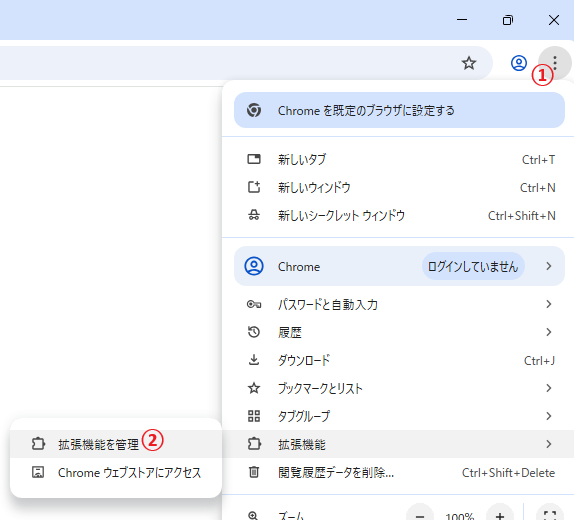 ①
Chrome を既定のブラウザに設定する
新しいタブ Ctrl+T
新しいウィンドウ Ctrl+N
新しいシークレット ウィンドウ Ctrl+Shift+N
Chrome ログインしていません
パスワードと自動入力
履歴
ダウンロード Ctrl+J
ブックマークとリスト
タブグループ
拡張機能
拡張機能を管理 ②
Chrome ウェブストアにアクセス
閲覧履歴データを削除... Ctrl+Shift+Delete
ズーム − 100% +